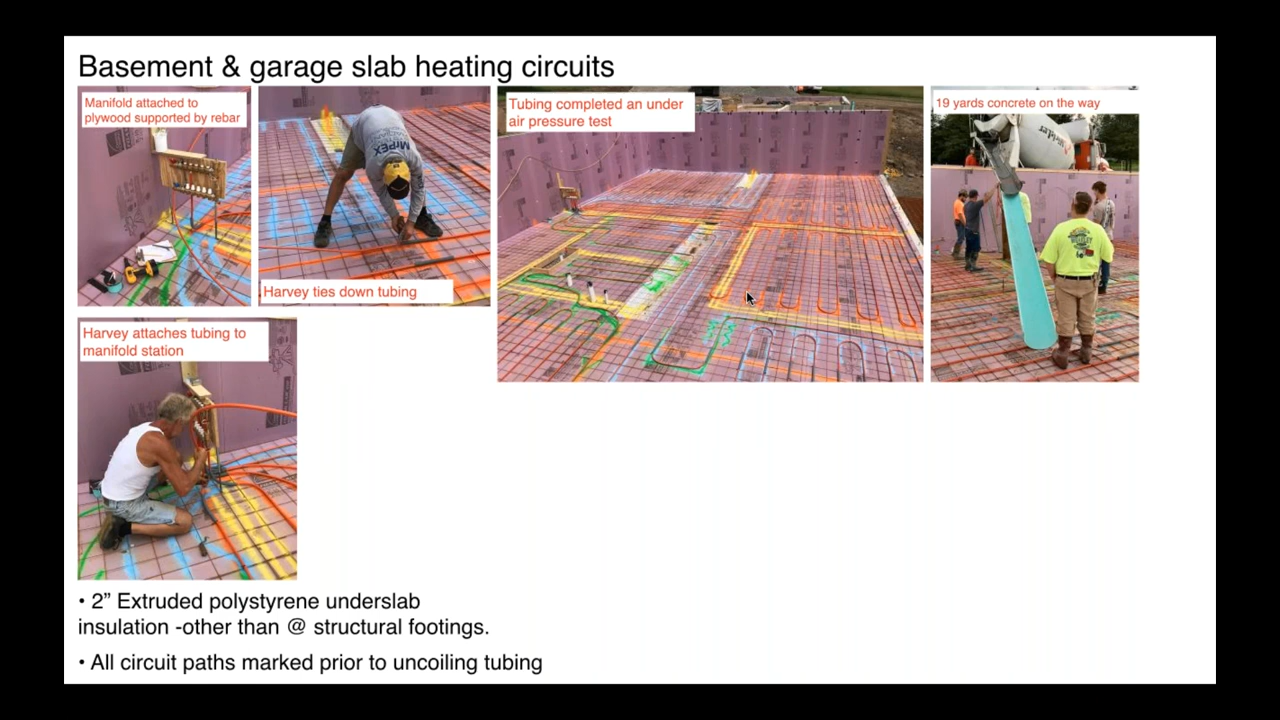 Basement & garage slab heating circuits
Manifold attached to
plywood supported by rebar
Harvey ties down tubing
MrPEX
Tubing completed an under
air pressure test
19 yards concrete on the way
Harvey attaches tubing to
manifold station
• 2” Extruded polystyrene underslab
insulation -other than @ structural footings.
• All circuit paths marked prior to uncoiling tubing